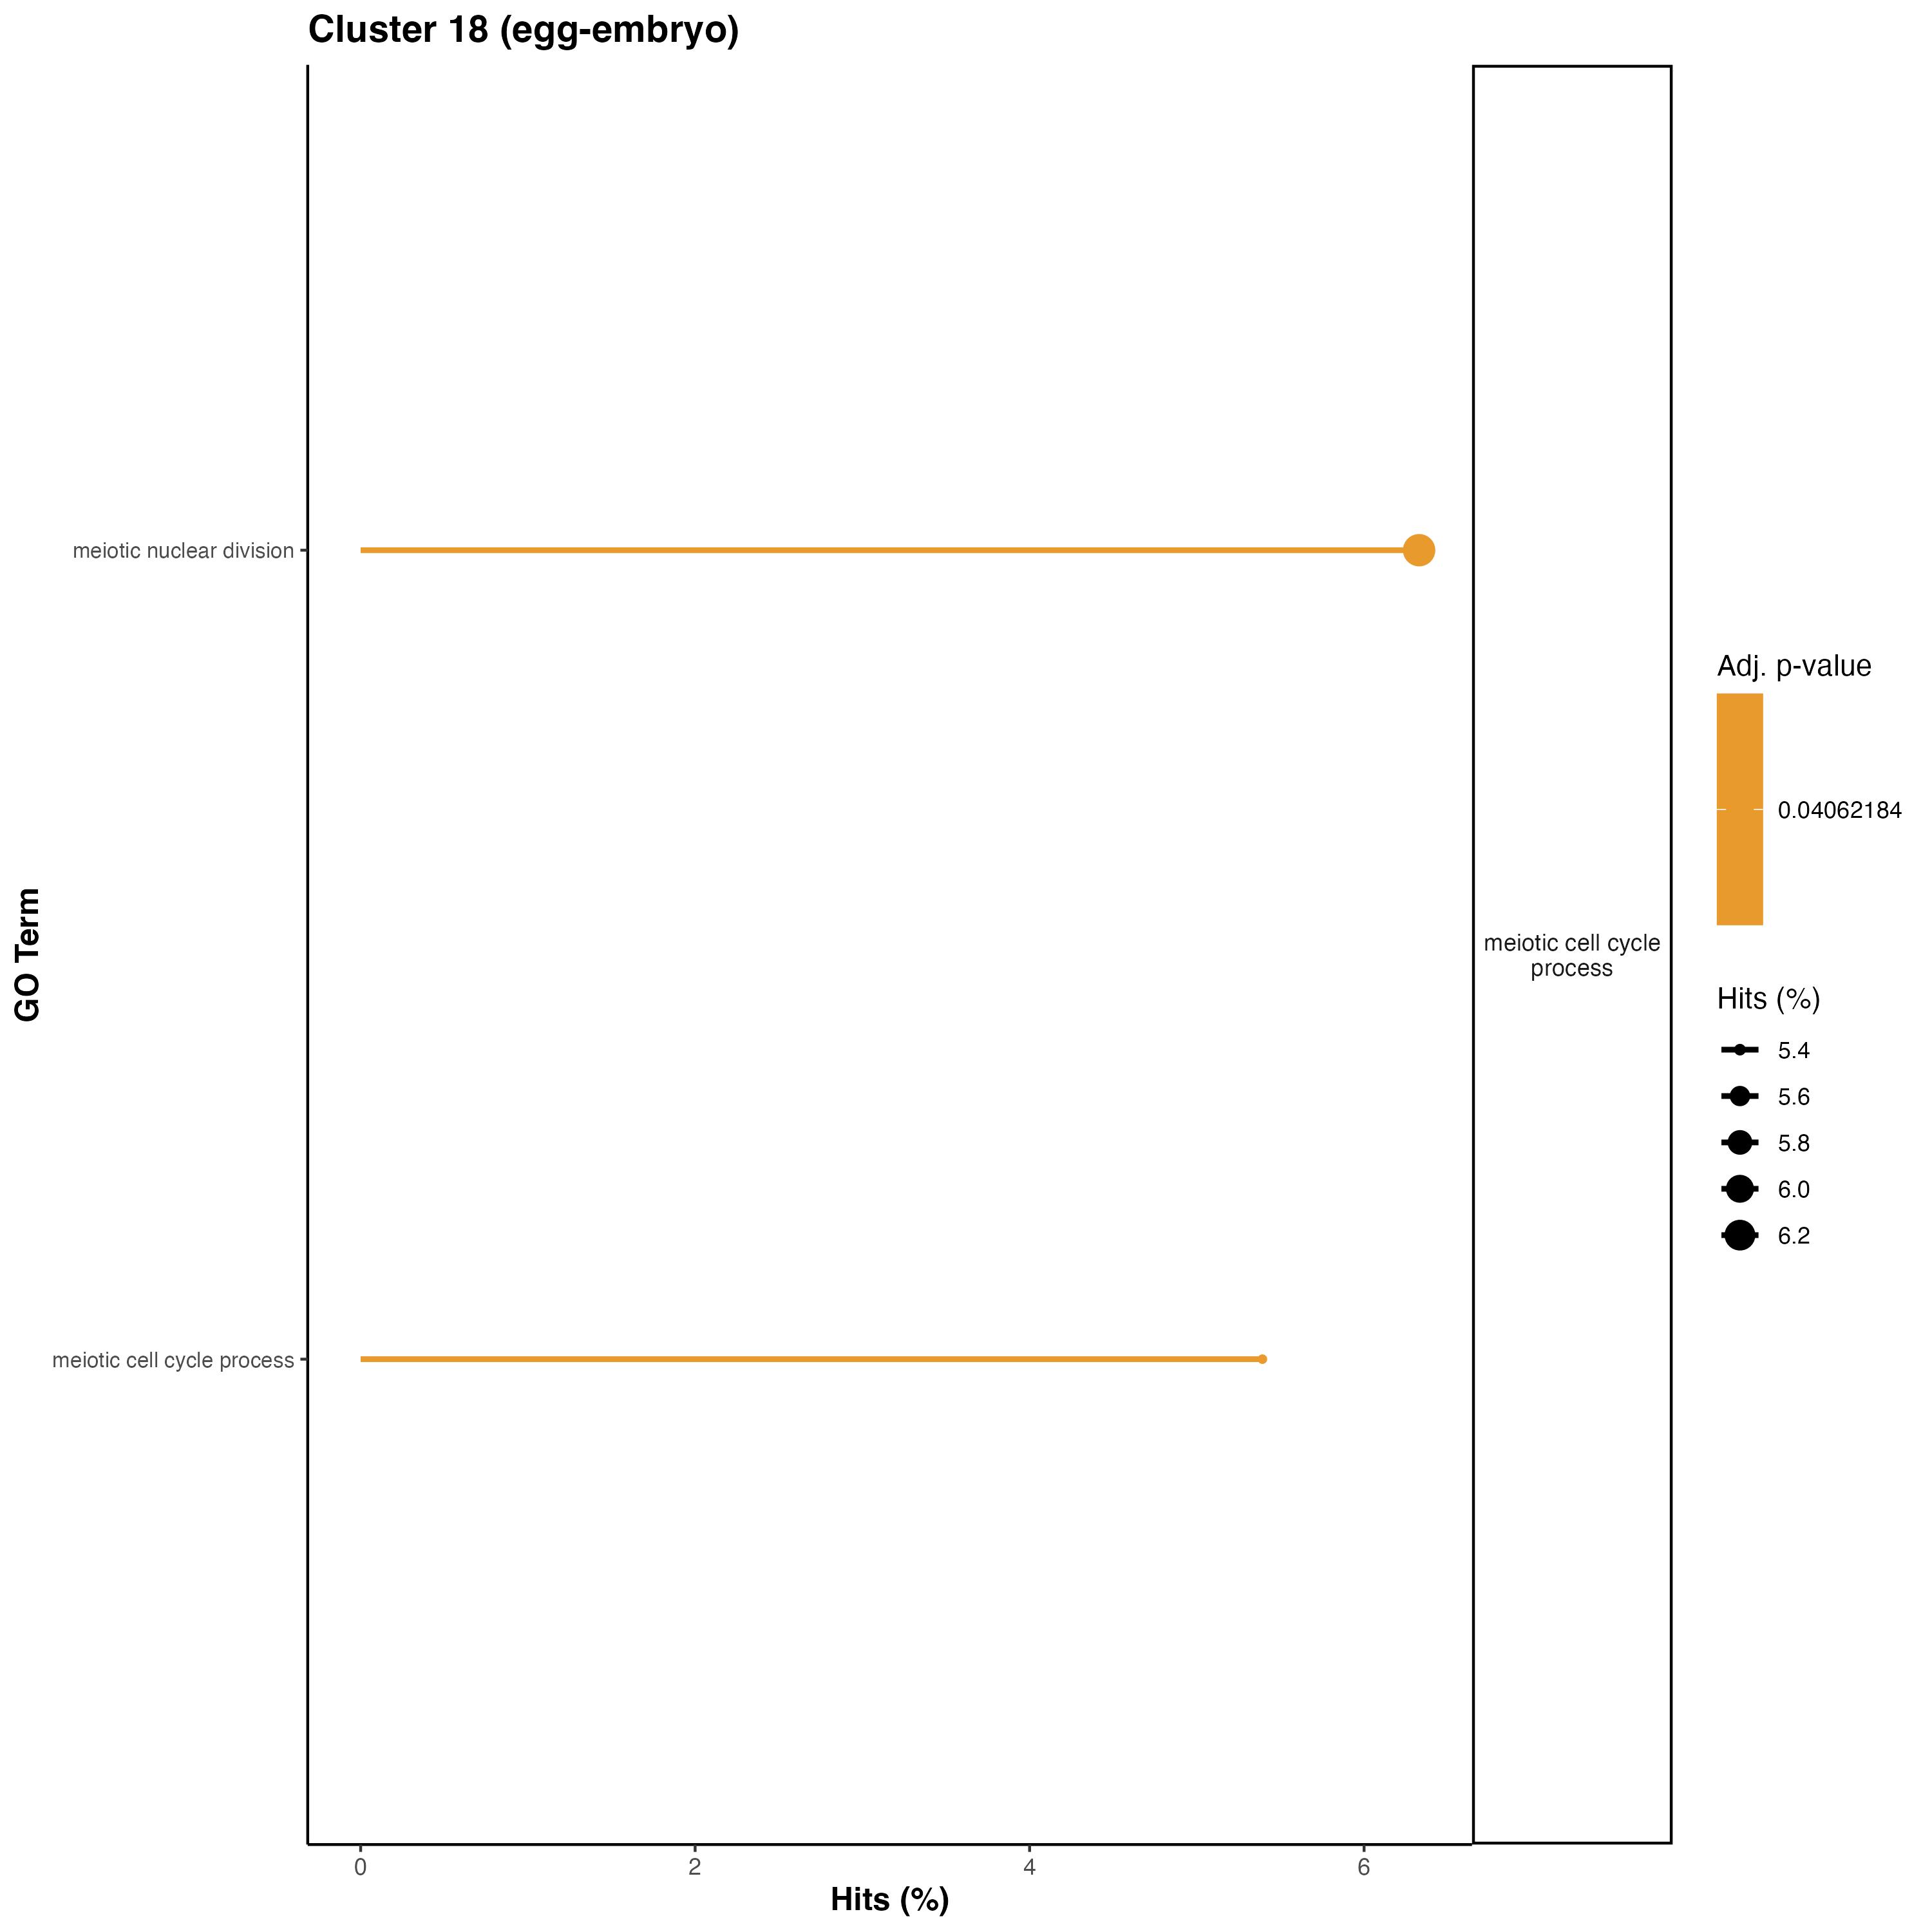 Cluster 18 (egg-embryo)
GO Term
meiotic nuclear division
meiotic cell cycle process
0
2
4
6
Hits (%)
meiotic cell cycle
process
Adj. p-value
0.04062184
Hits (%)
5.4
5.6
5.8
6.0
6.2